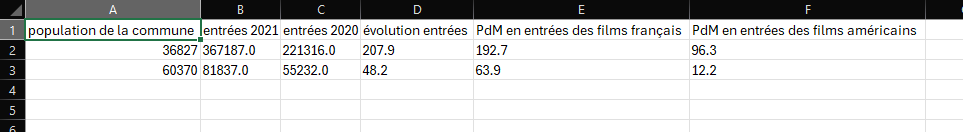 A B C D E F
1 population de la commune entrées 2021 entrées 2020 évolution entrées PdM en entrées des films français PdM en entrées des films américains
2 36827 367187.0 221316.0 207.9 192.7 96.3
3 60370 81837.0 55232.0 48.2 63.9 12.2
4
5
6